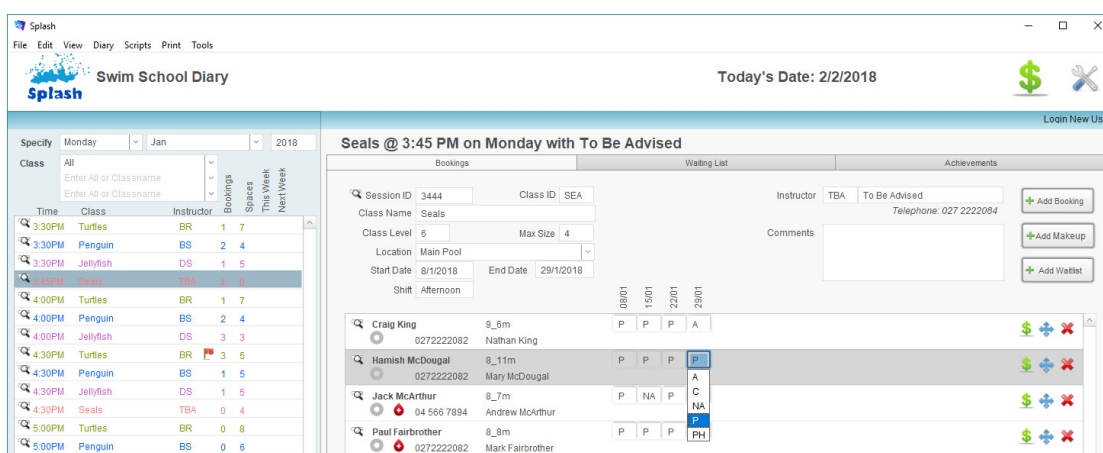 Splash
File Edit View Diary Scripts Print Tools
Splash
Swim School Diary
Today's Date: 2/2/2018
Login New Us
Specify Monday Jan 2018
Class All
Enter All or Classname
Enter All or Classname
Time Class Instructor Bookings Spaces This Week Next Week
3:30PM Turtles BR 1 7
3:30PM Penguin BS 2 4
3:30PM Jellyfish DS 1 5
3:45PM Seals TBA 4 0
4:00PM Turtles BR 1 7
4:00PM Penguin BS 2 4
4:00PM Jellyfish DS 3 3
4:30PM Turtles BR 3 5
4:30PM Penguin BS 1 5
4:30PM Jellyfish DS 1 5
4:30PM Seals TBA 0 4
5:00PM Turtles BR 0 8
5:00PM Penguin BS 0 6
Seals @ 3:45 PM on Monday with To Be Advised
Bookings Waiting List Achievements
Session ID 3444 Class ID SEA Instructor TBA To Be Advised
Telephone: 027 2222084
Class Name Seals
Class Level 6 Max Size 4 Comments
Location Main Pool
Start Date 8/1/2018 End Date 29/1/2018
Shift Afternoon
Add Booking
Add Makeup
Add Waitlist
08/01 15/01 22/01 29/01
Craig King 9_6m P P P A
0272222082 Nathan King
Hamish McDougal 8_11m P P P P
0272222082 Mary McDougal
Jack McArthur 8_7m P NA P
04 566 7894 Andrew McArthur
Paul Fairbrother 8_8m P P P
0272222082 Mark Fairbrother
A
C
NA
P
PH